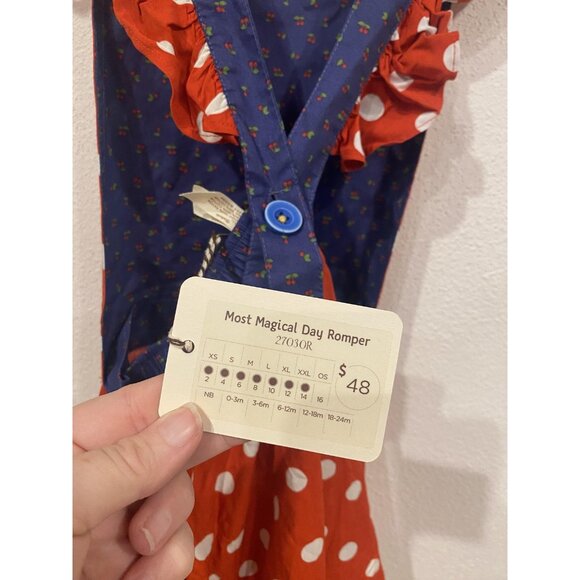 Most Magical Day Romper
27030R
XS S M L XL XXL OS
2 4 6 8 10 12 14 16
NB 0-3m 3-6m 6-12m 12-18m 18-24m
$ 48